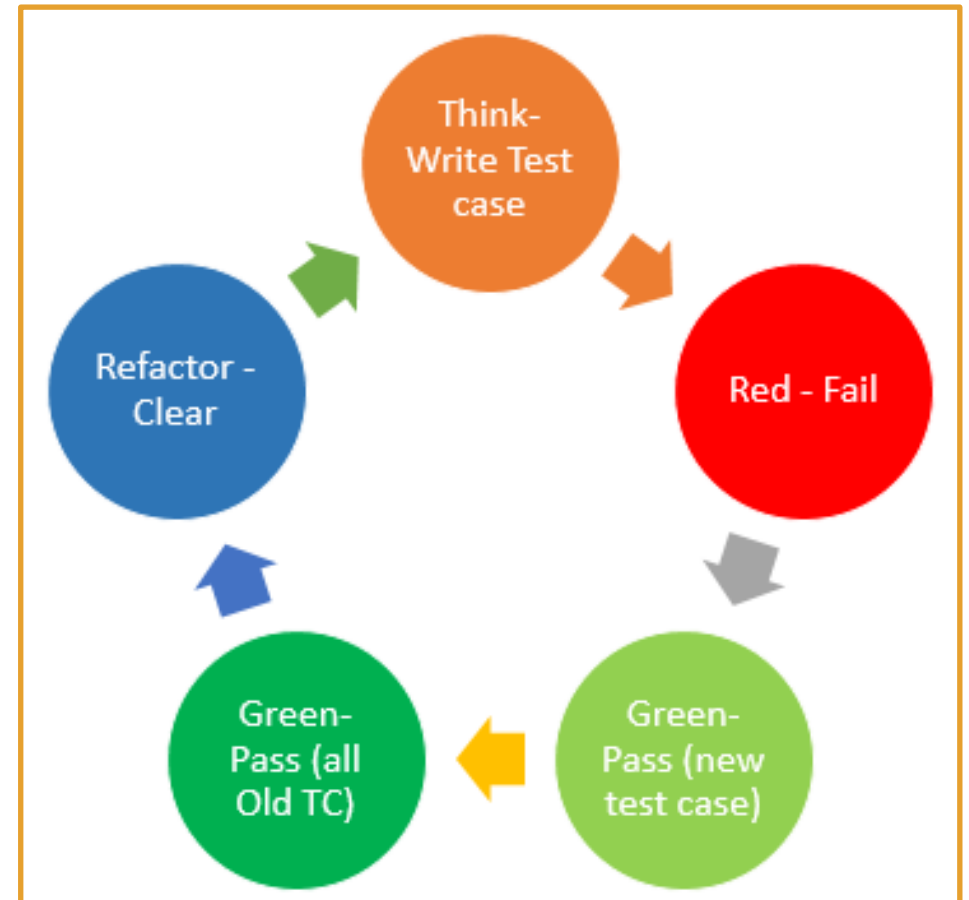 Think-
Write Test
case
Red - Fail
Green-
Pass (new
test case)
Green-
Pass (all
Old TC)
Refactor -
Clear